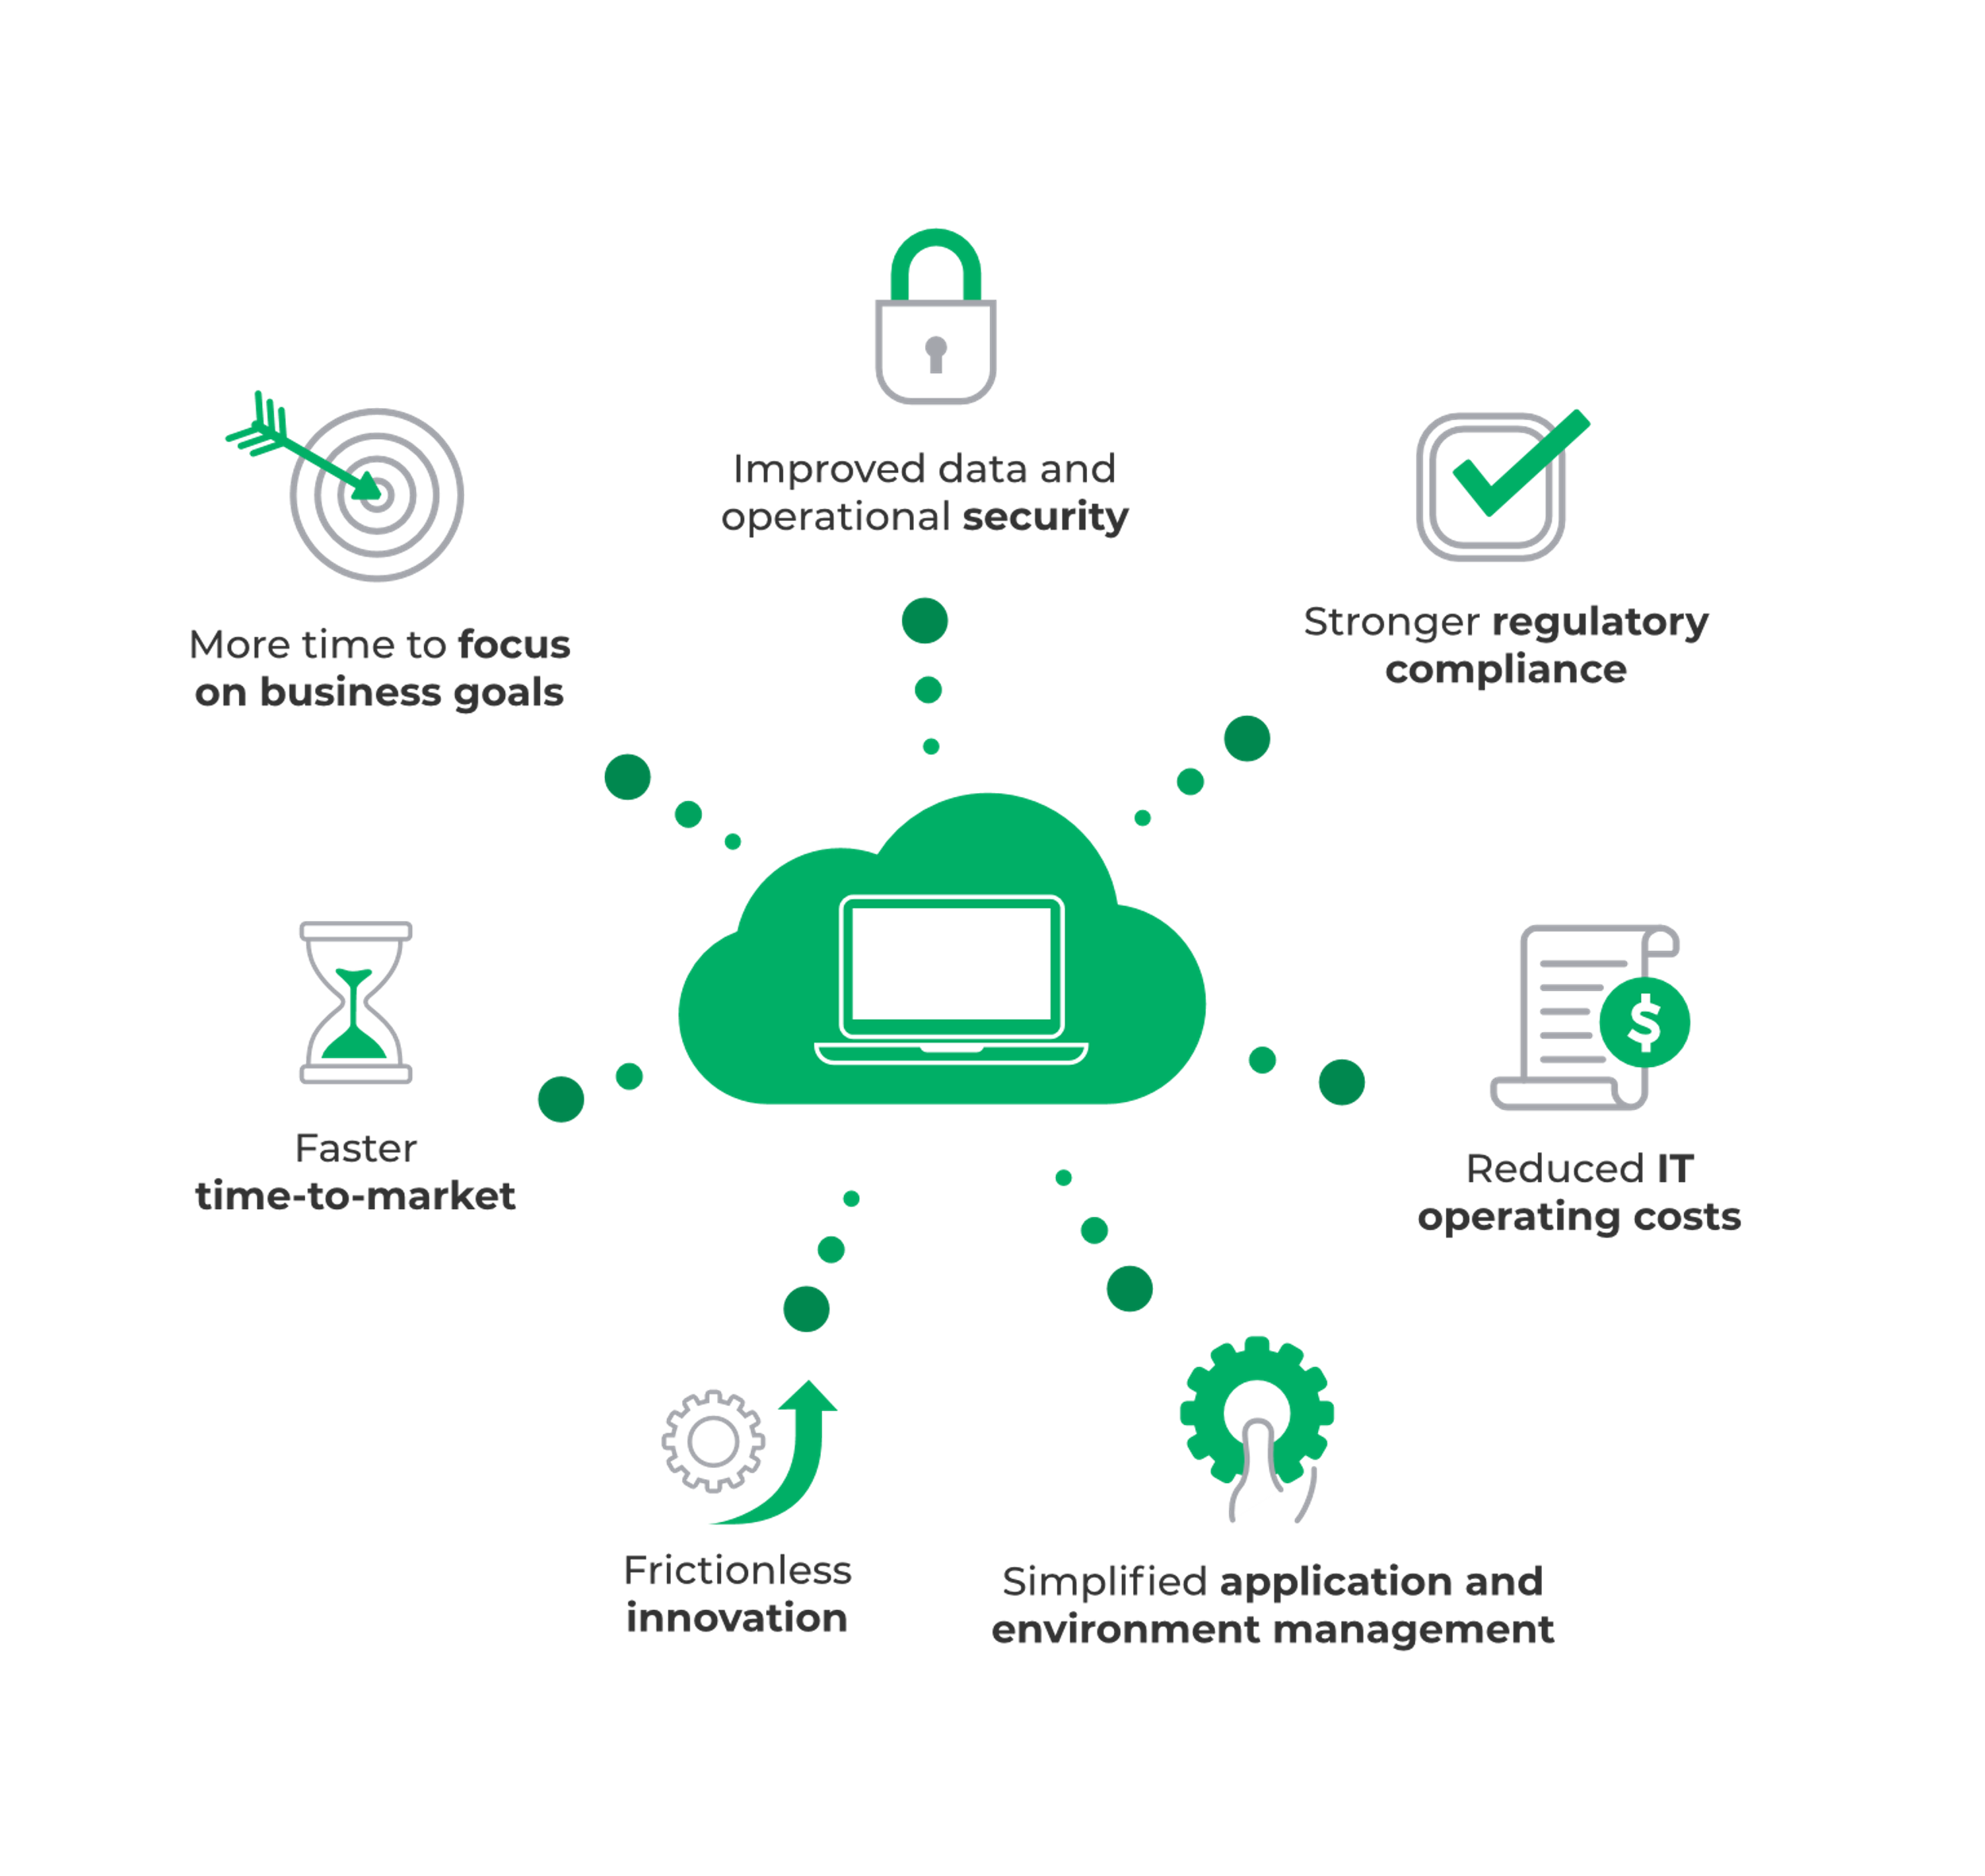 Improved data and
operational security
More time to focus
on business goals
Stronger regulatory
compliance
$
Faster
time-to-market
Reduced IT
operating costs
Frictionless
innovation
Simplified application and
environment management